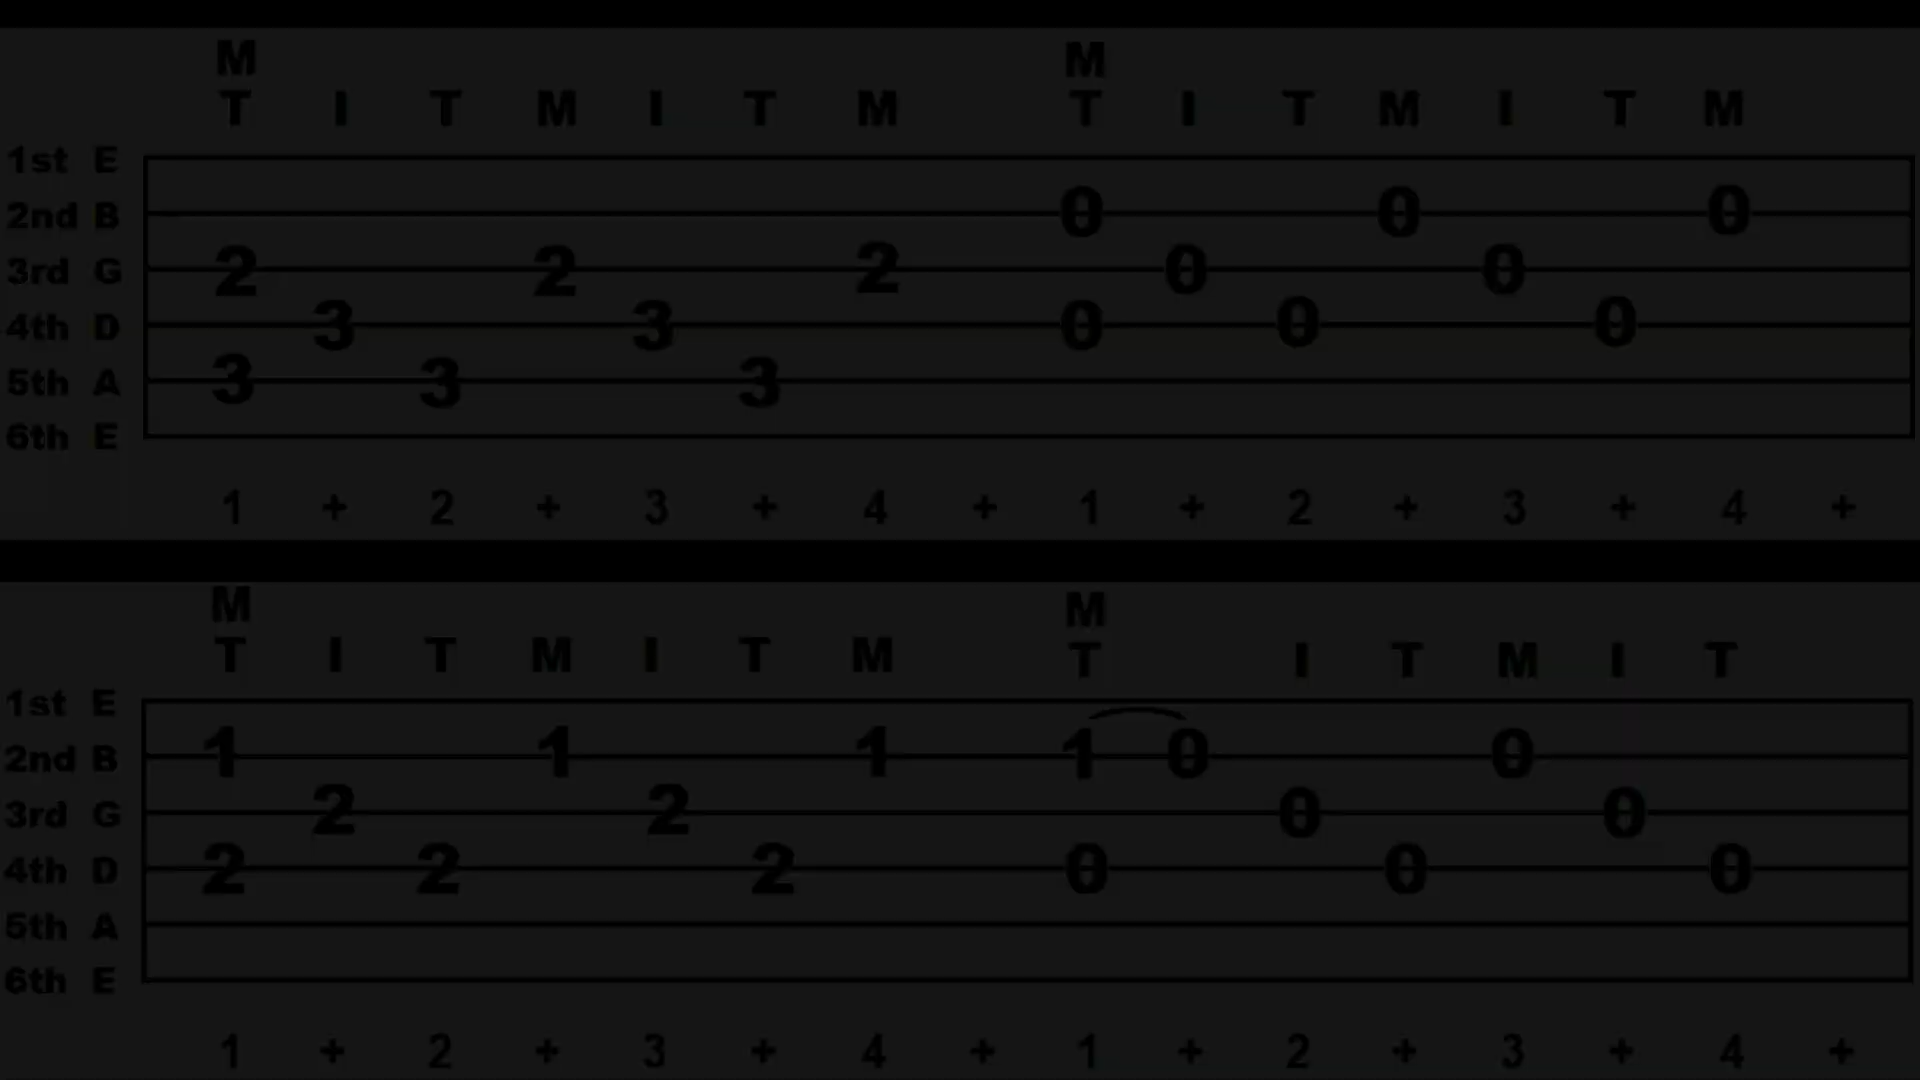 M M
T I T M I T M T I T M I T M
1st E
2nd B 0 0 0
3rd G 2 2 2 0 0
4th D 3 3 0 0 0
5th A 3 3 3
6th E
1 + 2 + 3 + 4 + 1 + 2 + 3 + 4 +
M M
T I T M I T M T I T M I T
1st E
2nd B 1 1 1 1 0 0
3rd G 2 2 0 0
4th D 2 2 2 0 0 0
5th A
6th E
1 + 2 + 3 + 4 + 1 + 2 + 3 + 4 +